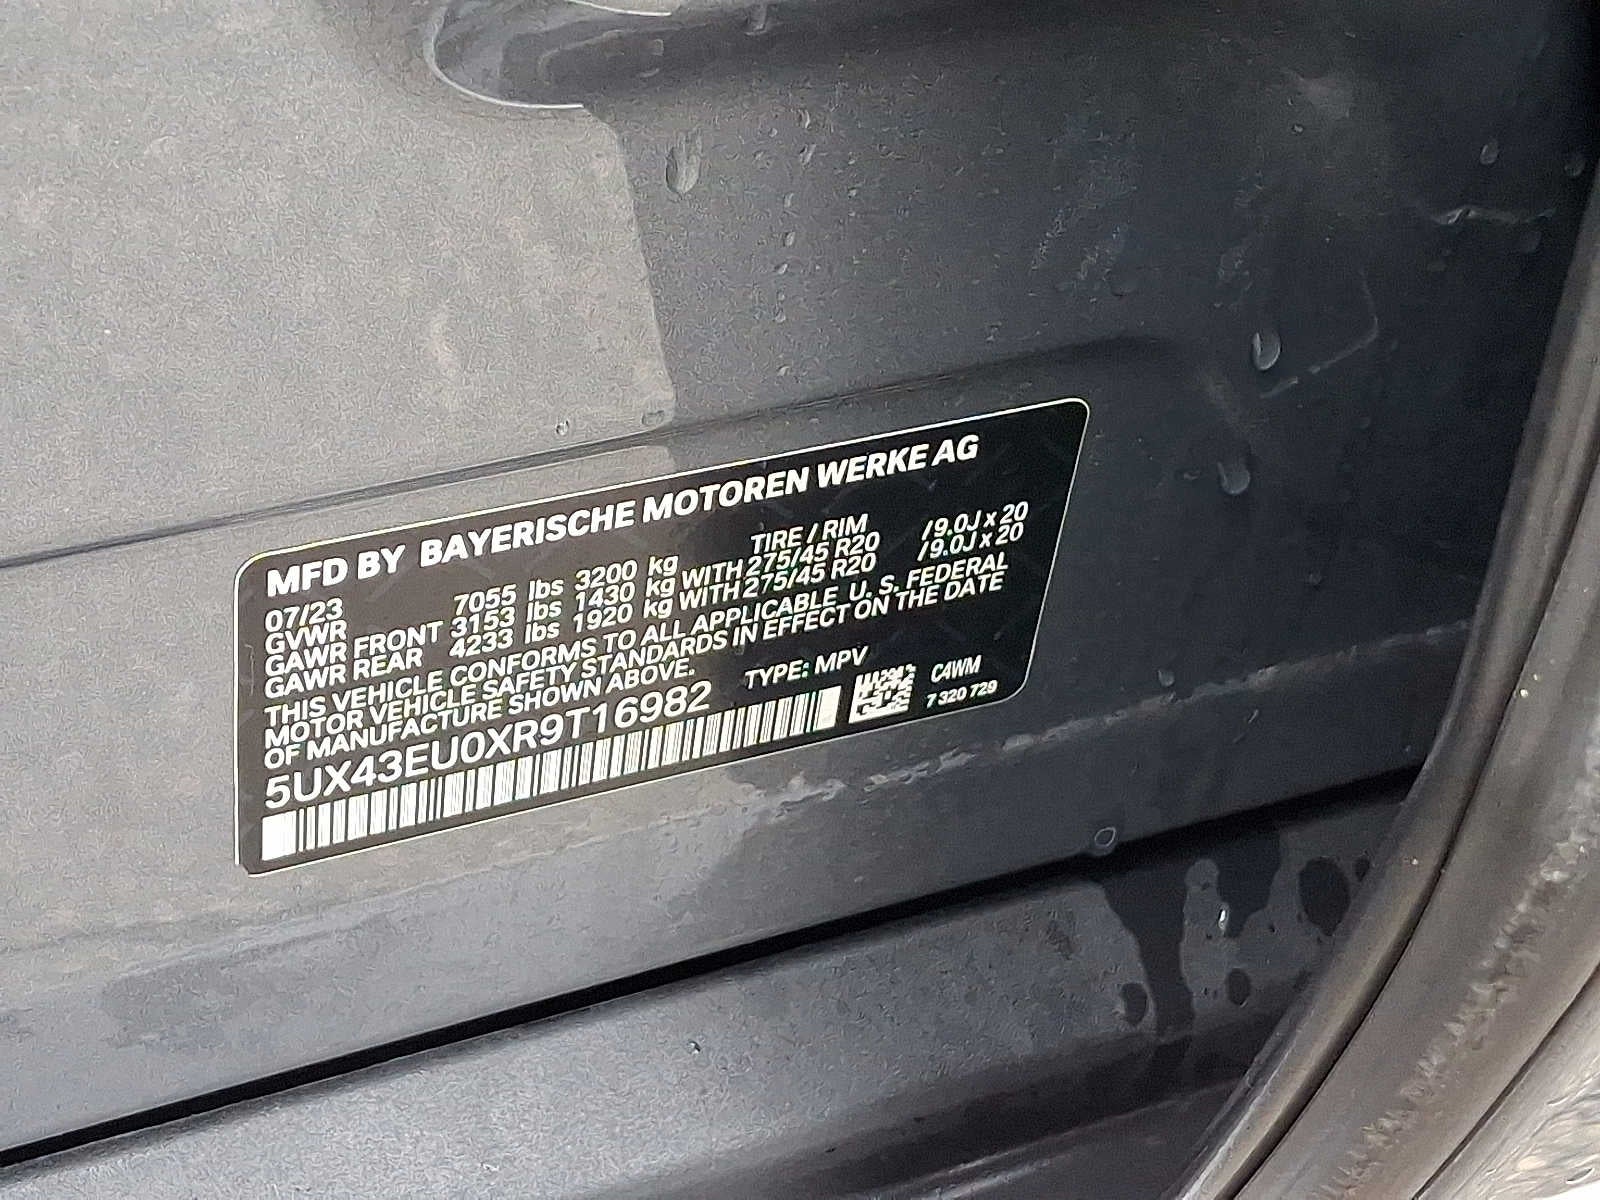 MFD BY BAYERISCHE MOTOREN WERKE AG
07/23 TIRE / RIM
GVWR 7055 lbs 3200 kg
GAWR FRONT 3153 lbs 1430 kg WITH 275/45 R20 /9.0J x 20
GAWR REAR 4233 lbs 1920 kg WITH 275/45 R20 /9.0J x 20
THIS VEHICLE CONFORMS TO ALL APPLICABLE U. S. FEDERAL
MOTOR VEHICLE SAFETY STANDARDS IN EFFECT ON THE DATE
OF MANUFACTURE SHOWN ABOVE.
5UX43EU0XR9T16982 TYPE: MPV
C4WM
7 320 729